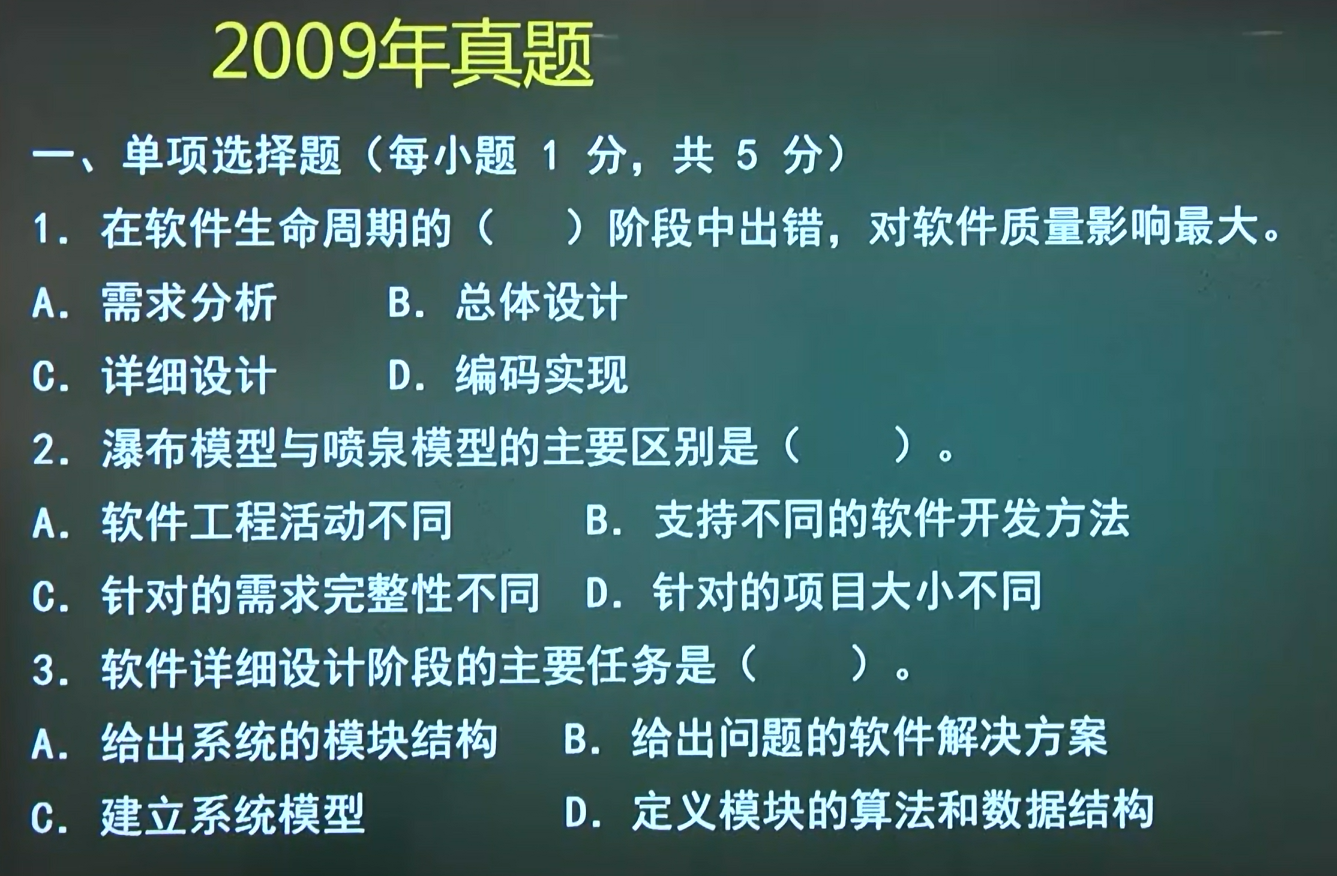 2009年真题
一、单项选择题（每小题 1 分，共 5 分）
1. 在软件生命周期的（  ）阶段中出错，对软件质量影响最大。
A. 需求分析 B. 总体设计
C. 详细设计 D. 编码实现
2. 瀑布模型与喷泉模型的主要区别是（  ）。
A. 软件工程活动不同 B. 支持不同的软件开发方法
C. 针对的需求完整性不同 D. 针对的项目大小不同
3. 软件详细设计阶段的主要任务是（  ）。
A. 给出系统的模块结构 B. 给出问题的软件解决方案
C. 建立系统模型 D. 定义模块的算法和数据结构